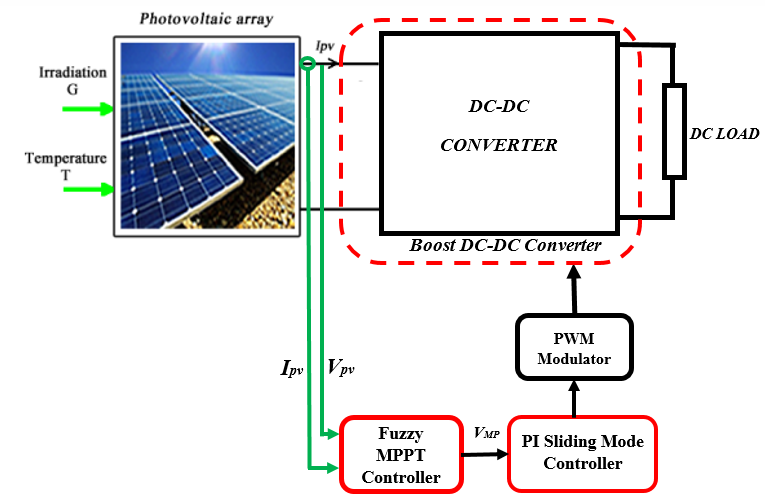 Photovoltaic array
Ipv
Irradiation
G
Temperature
T
DC-DC
CONVERTER
DC LOAD
Boost DC-DC Converter
PWM
Modulator
Ipv
Vpv
Fuzzy
MPPT
Controller
VMP
PI Sliding Mode
Controller